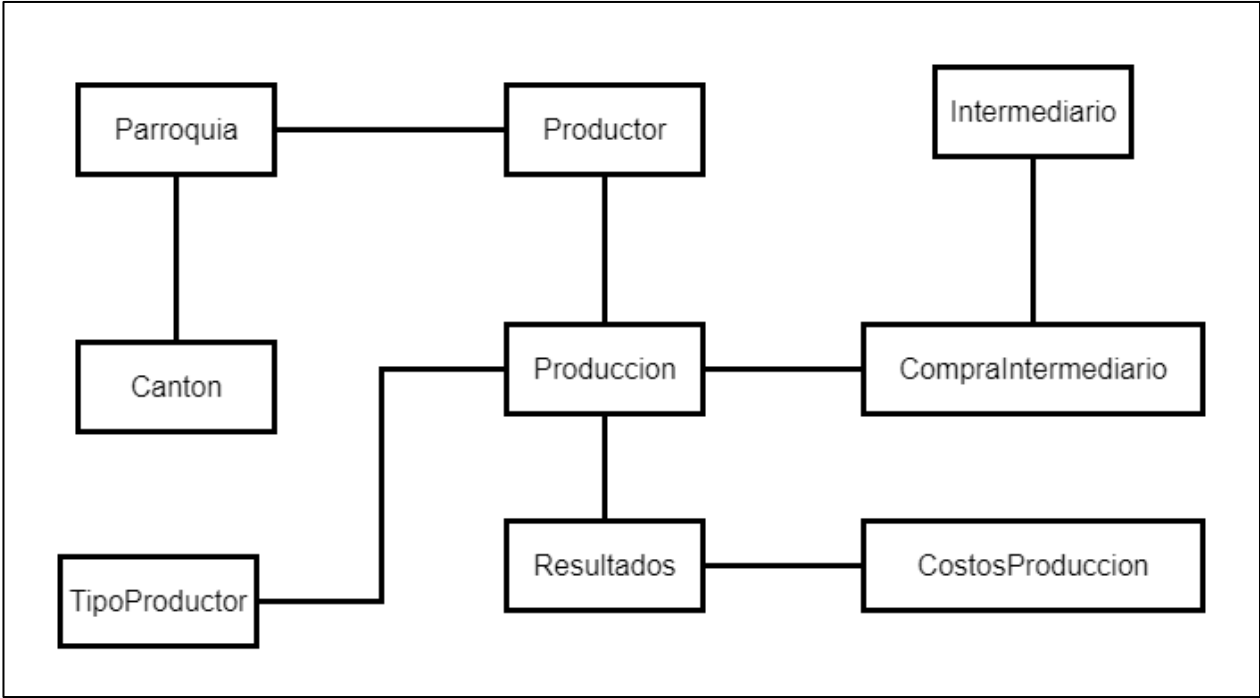 Parroquia
Productor
Intermediario
Canton
Produccion
CompraIntermediario
TipoProductor
Resultados
CostosProduccion